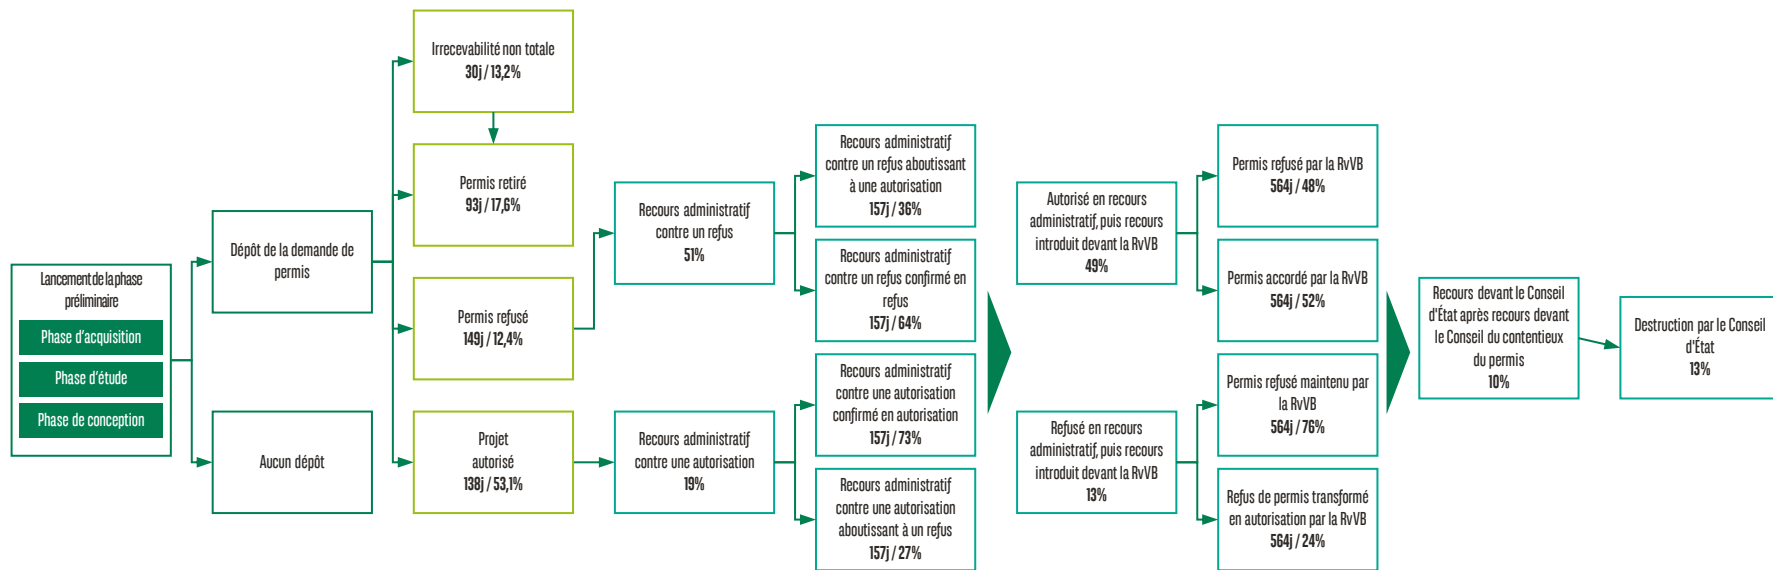 Lancement de la phase
préliminaire
Phase d'acquisition
Phase d'étude
Phase de conception
Dépôt de la demande de
permis
Aucun dépôt
Irrecevabilité non totale
30j / 13,2%
Permis retiré
93j / 17,6%
Permis refusé
149j / 12,4%
Projet
autorisé
138j / 53,1%
Recours administratif
contre un refus
51%
Recours administratif
contre une autorisation
19%
Recours administratif
contre un refus aboutissant
à une autorisation
157j / 36%
Recours administratif
contre un refus confirmé en
refus
157j / 64%
Recours administratif
contre une autorisation
confirmé en autorisation
157j / 73%
Recours administratif
contre une autorisation
aboutissant à un refus
157j / 27%
Autorisé en recours
administratif, puis recours
introduit devant la RvVB
49%
Refusé en recours
administratif, puis recours
introduit devant la RvVB
13%
Permis refusé par la RvVB
564j / 48%
Permis accordé par la RvVB
564j / 52%
Permis refusé maintenu par
la RvVB
564j / 76%
Refus de permis transformé
en autorisation par la RvVB
564j / 24%
Recours devant le Conseil
d'État après recours devant
le Conseil du contentieux
du permis
10%
Destruction par le Conseil
d'État
13%